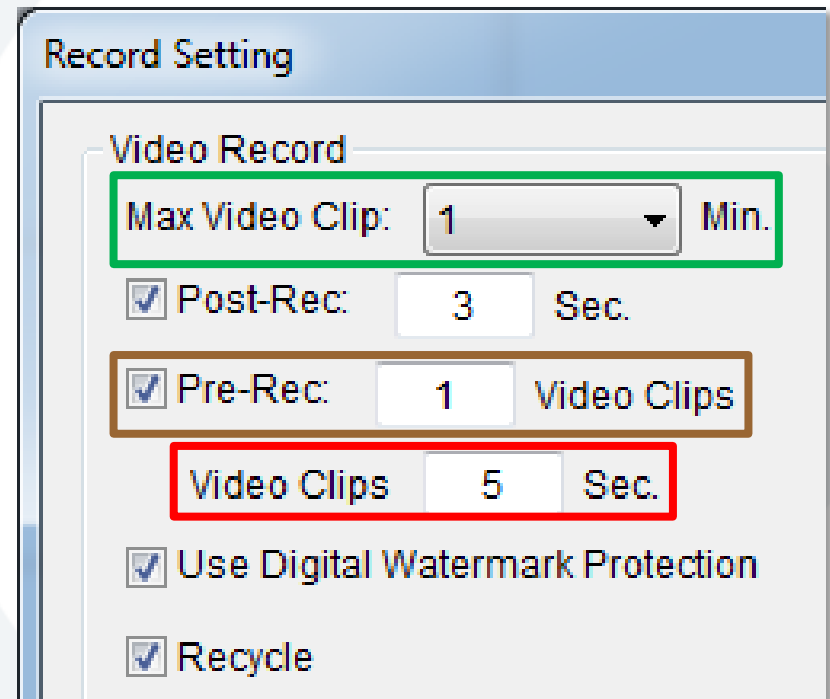 Record Setting
Video Record
Max Video Clip: 1 Min.
Post-Rec: 3 Sec.
Pre-Rec: 1 Video Clips
Video Clips 5 Sec.
Use Digital Watermark Protection
Recycle